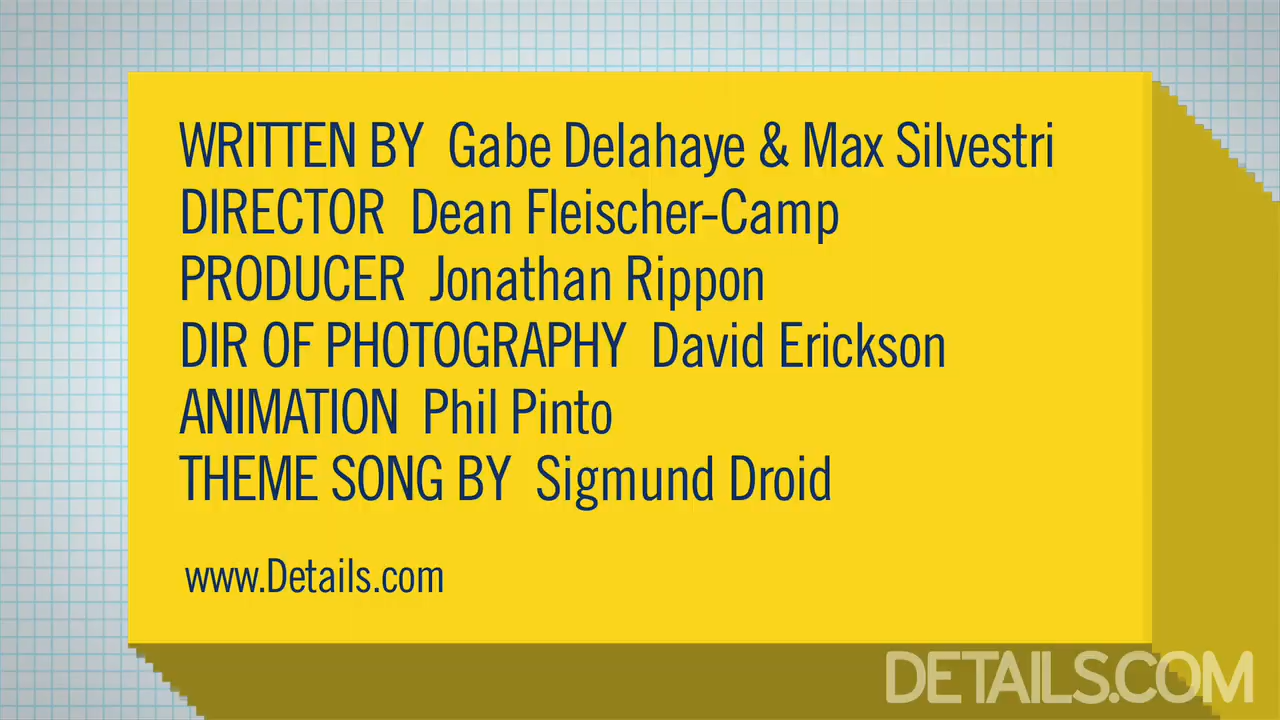 WRITTEN BY Gabe Delahaye & Max Silvestri
DIRECTOR Dean Fleischer-Camp
PRODUCER Jonathan Rippon
DIR OF PHOTOGRAPHY David Erickson
ANIMATION Phil Pinto
THEME SONG BY Sigmund Droid
www.Details.com
DETAILS.COM